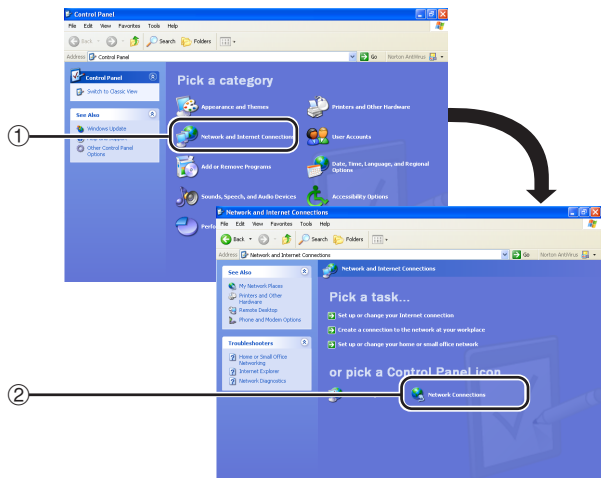 Control Panel
File Edit View Favorites Tools Help
Back Search Folders
Address Control Panel Go Norton AntiVirus
Control Panel
Switch to Classic View
See Also
Windows Update
Help and Support
Other Control Panel
Options
Pick a category
Appearance and Themes
Printers and Other Hardware
Network and Internet Connections
User Accounts
Add or Remove Programs
Date, Time, Language, and Regional
Options
Sounds, Speech, and Audio Devices
Accessibility Options
①
Network and Internet Connections
File Edit View Favorites Tools Help
Back Search Folders
Address Network and Internet Connections Go Norton AntiVirus
See Also
My Network Places
Printers and Other
Hardware
Remote Desktop
Phone and Modem Options
Troubleshooters
Home or Small Office
Networking
Internet Explorer
Network Diagnostics
Network and Internet Connections
Pick a task...
Set up or change your Internet connection
Create a connection to the network at your workplace
Set up or change your home or small office network
or pick a Control Panel icon
Network Connections
②